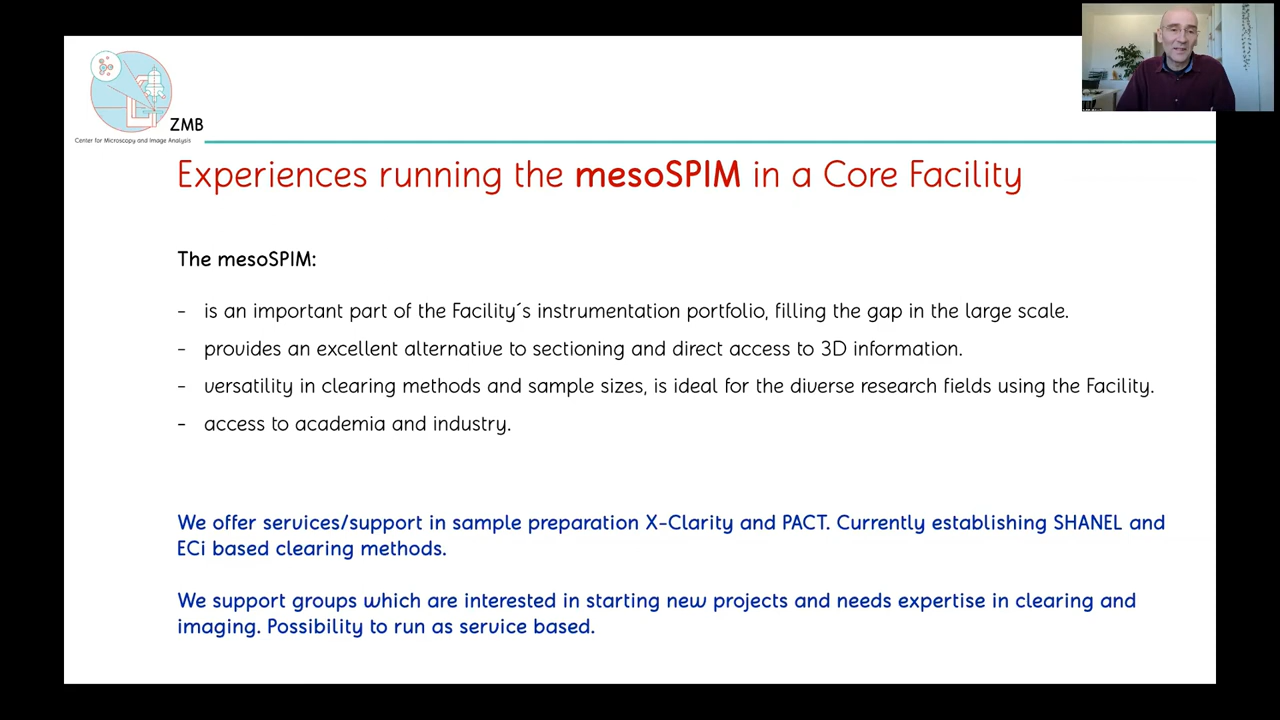 ZMB
Center for Microscopy and Image Analysis
Experiences running the mesoSPIM in a Core Facility
The mesoSPIM:
- is an important part of the Facility´s instrumentation portfolio, filling the gap in the large scale.
- provides an excellent alternative to sectioning and direct access to 3D information.
- versatility in clearing methods and sample sizes, is ideal for the diverse research fields using the Facility.
- access to academia and industry.
We offer services/support in sample preparation X-Clarity and PACT. Currently establishing SHANEL and
ECi based clearing methods.
We support groups which are interested in starting new projects and needs expertise in clearing and
imaging. Possibility to run as service based.